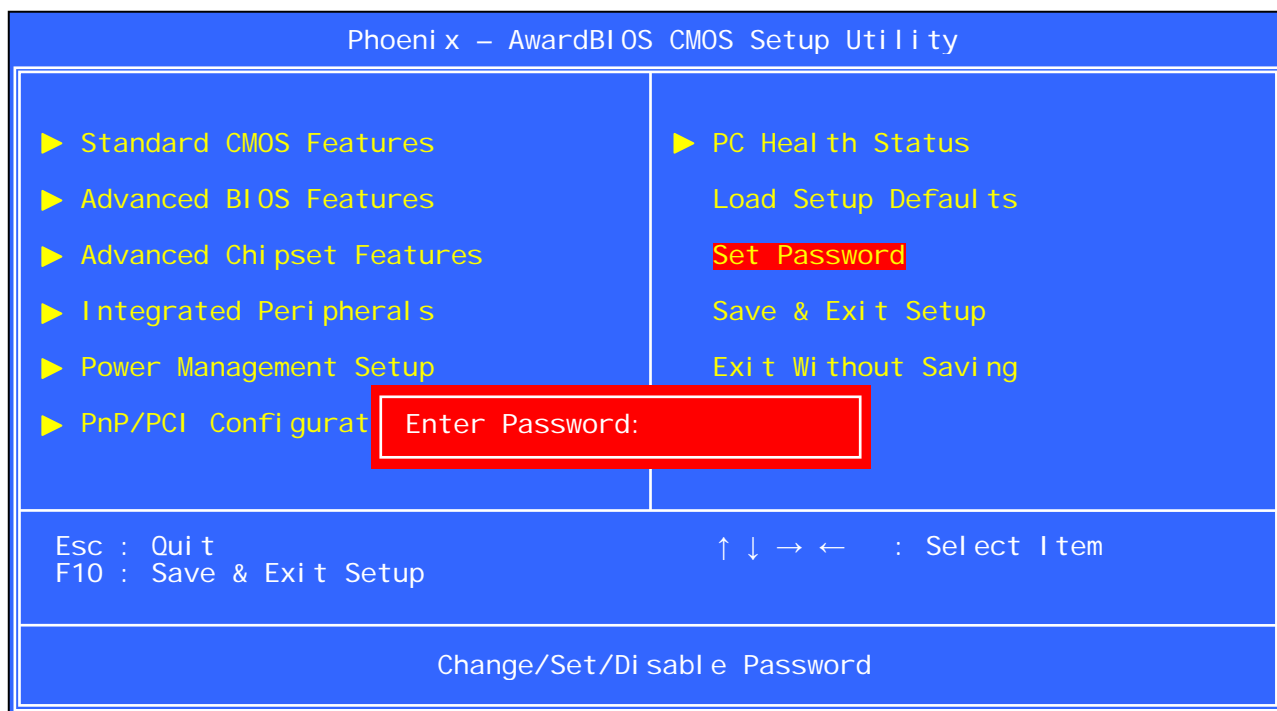 Phoenix – AwardBIOS CMOS Setup Utility
▶ Standard CMOS Features
▶ Advanced BIOS Features
▶ Advanced Chipset Features
▶ Integrated Peripherals
▶ Power Management Setup
▶ PnP/PCI Configurat
▶ PC Health Status
Load Setup Defaults
Set Password
Save & Exit Setup
Exit Without Saving
Enter Password:
Esc : Quit
F10 : Save & Exit Setup
↑ ↓ → ← : Select Item
Change/Set/Disable Password